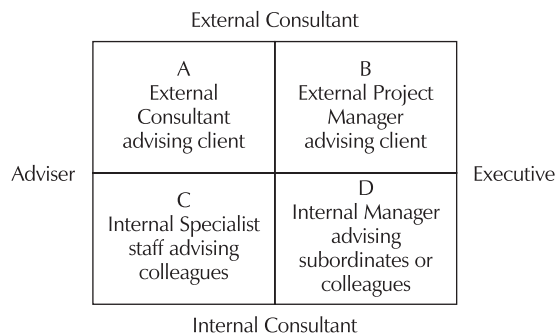 External Consultant
A
External
Consultant
advising client
B
External Project
Manager
advising client
Adviser
Executive
C
Internal Specialist
staff advising
colleagues
D
Internal Manager
advising
subordinates or
colleagues
Internal Consultant